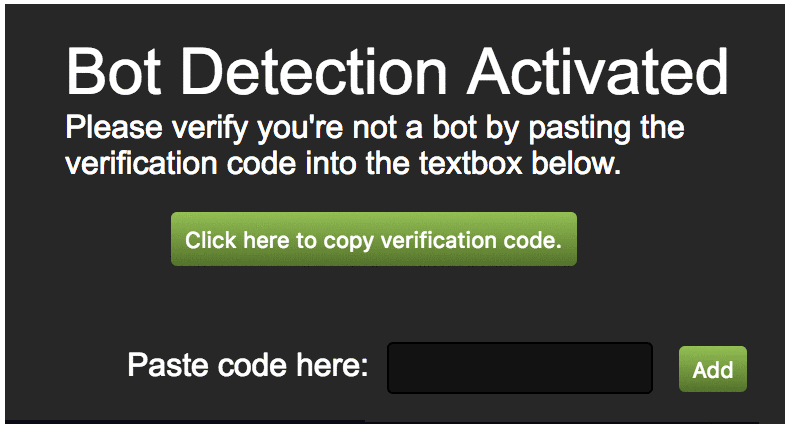 Bot Detection Activated
Please verify you're not a bot by pasting the
verification code into the textbox below.
Click here to copy verification code.
Paste code here:
Add